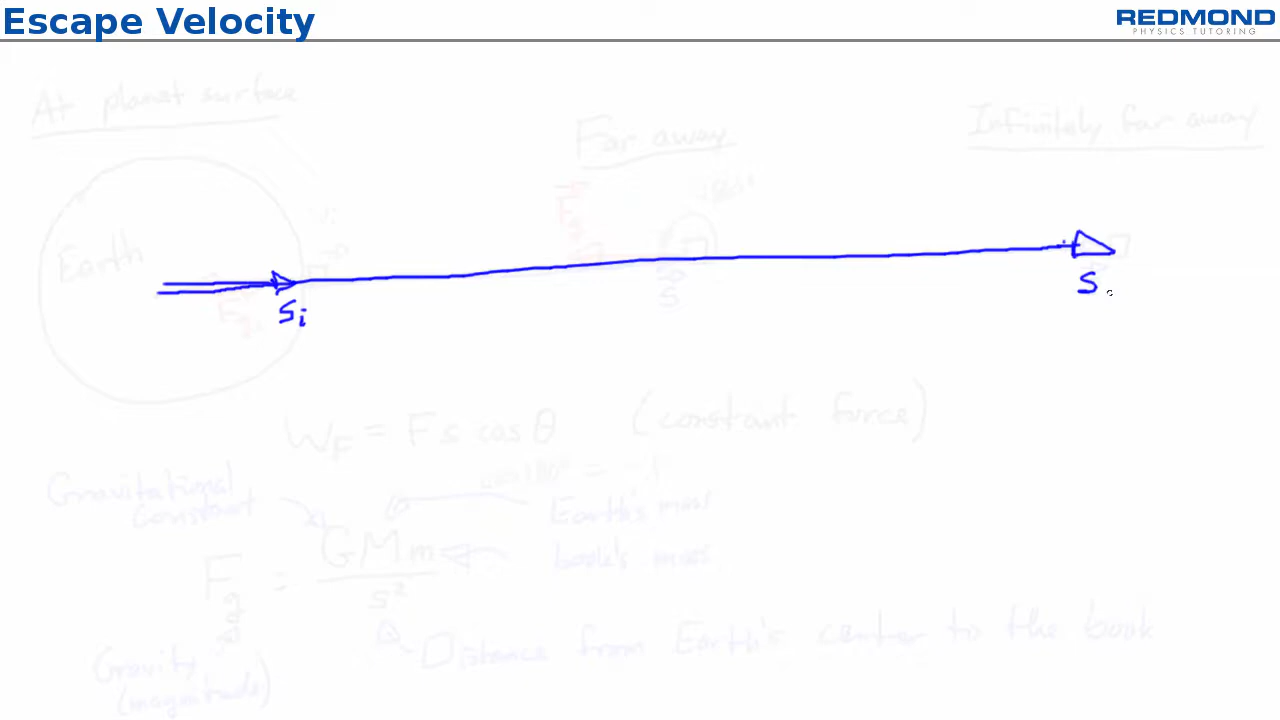 Escape Velocity
REDMOND
PHYSICS TUTORING
At planet surface
Far away
Infinitely far away
Earth
S
S
Si
W_F = F s cos θ (constant force)
cos 180° = -1
Gravitational
Constant
Earth's mass
F_g = GMm / s²
book's mass
Distance from Earth's center to the book
Gravity
(magnitude)